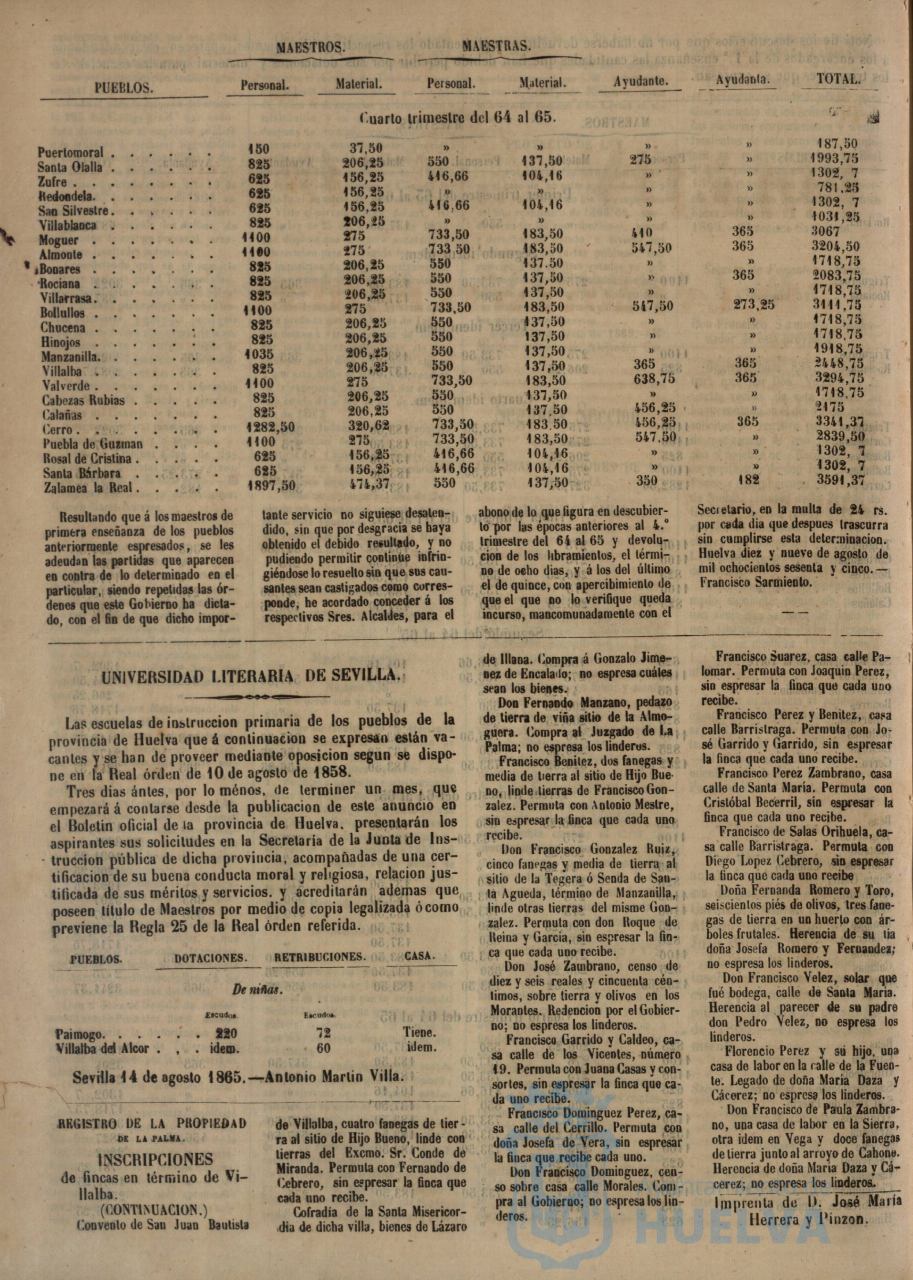 MAESTROS. MAESTRAS.
PUEBLOS. Personal. Material. Personal. Material. Ayudante. Ayudanta. TOTAL.
Cuarto trimestre del 64 al 65.
Puertomoral . . . . . . 150 37,50 » » » » 187,50
Santa Olalla . . . . . . 825 206,25 550 137,50 275 » 1993,75
Zufre . . . . . . . . 625 156,25 416,66 104,16 » » 1302, 7
Redondela. . . . . . . 625 156,25 » » » » 781,25
San Silvestre. . . . . . 625 156,25 416,66 104,16 » » 1302, 7
Villablanca . . . . . . 825 206,25 » » » » 1031,25
Moguer . . . . . . . 1100 275 733,50 183,50 410 365 3067
Almonte . . . . . . . 1100 275 733,50 183,50 547,50 365 3204,50
Bonares . . . . . . . 825 206,25 550 137,50 » » 1718,75
Rociana . . . . . . . 825 206,25 550 137,50 » 365 2083,75
Villarrasa. . . . . . . 825 206,25 550 137,50 » » 1718,75
Bollullos . . . . . . . 1100 275 733,50 183,50 547,50 273,25 3111,75
Chucena . . . . . . . 825 206,25 550 137,50 » » 1718,75
Hinojos . . . . . . . 825 206,25 550 137,50 » » 1718,75
Manzanilla. . . . . . . 1035 206,25 550 137,50 » » 1918,75
Villalba . . . . . . . 825 206,25 550 137,50 365 365 2448,75
Valverde . . . . . . . 1100 275 733,50 183,50 638,75 365 3294,75
Cabezas Rubias . . . . . 825 206,25 550 137,50 » » 1718,75
Calañas . . . . . . . 825 206,25 550 137,50 456,25 » 2175
Cerro . . . . . . . . 1282,50 320,62 733,50 183,50 456,25 365 3341,37
Puebla de Guzman . . . . 1100 275 733,50 183,50 547,50 » 2839,50
Rosal de Cristina . . . . . 625 156,25 416,66 104,16 » » 1302, 7
Santa Bárbara . . . . . 625 156,25 416,66 104,16 » » 1302, 7
Zalamea la Real . . . . . 1897,50 474,37 550 137,50 350 182 3591,37
Resultando que á los maestros de
primera enseñanza de los pueblos
anteriormente espresados, se les
adeudan las partidas que aparecen
en contra de lo determinado en el
particular, siendo repetidas las ór-
denes que este Gobierno ha dicta-
do, con el fin de que dicho impor-
tante servicio no siguiese desaten-
dido, sin que por desgracia se haya
obtenido el debido resultado, y no
pudiendo permitir continúe infrin-
giéndose lo resuelto sin que sus cau-
santes sean castigados como corres-
ponde, he acordado conceder á los
respectivos Sres. Alcaldes, para el
abono de lo que figura en descubier-
to por las épocas anteriores al 4.º
trimestre del 64 al 65 y devolu-
cion de los libramientos, el térmi-
no de ocho dias, y á los del último
el de quince, con apercibimiento de
que el que no lo verifique queda
incurso, mancomunadamente con el
Secretario, en la multa de 24 rs.
por cada dia que despues trascurra
sin cumplirse esta determinacion.
Huelva diez y nueve de agosto de
mil ochocientos sesenta y cinco.—
Francisco Sarmiento.
UNIVERSIDAD LITERARIA DE SEVILLA.
Las escuelas de instruccion primaria de los pueblos de la
provincia de Huelva que á continuacion se expresan están va-
cantes y se han de proveer mediante oposicion segun se dispo-
ne en la Real órden de 10 de agosto de 1858.
Tres dias ántes, por lo ménos, de terminer un mes, que
empezará á contarse desde la publicacion de este anuncio en
el Boletin oficial de la provincia de Huelva, presentarán los
aspirantes sus solicitudes en la Secretaria de la Junta de Ins-
truccion pública de dicha provincia, acompañadas de una cer-
tificacion de su buena conducta moral y religiosa, relacion jus-
tificada de sus méritos y servicios, y acreditarán ademas que
poseen título de Maestros por medio de copia legalizada ó como
previene la Regla 25 de la Real órden referida.
PUEBLOS. DOTACIONES. RETRIBUCIONES. CASA.
De niñas.
Escudos. Escudos.
Paimogo. . . . . . . 220 72 Tiene.
Villalba del Alcor . , . idem. 60 idem.
Sevilla 14 de agosto 1865.—Antonio Martin Villa.
REGISTRO DE LA PROPIEDAD
DE LA PALMA.
INSCRIPCIONES
de fincas en término de Vi-
llalba.
(CONTINUACION.)
Convento de San Juan Bautista
de Villalba, cuatro fanegas de tier-
ra al sitio de Hijo Bueno, linde con
tierras del Excmo. Sr. Conde de
Miranda. Permuta con Fernando de
Cebrero, sin espresar la finca que
cada uno recibe.
Cofradia de la Santa Misericor-
dia de dicha villa, bienes de Lázaro
de Illana. Compra á Gonzalo Jime-
nez de Encalado; no espresa cuáles
sean los bienes.
Don Fernando Manzano, pedazo
de tierra de viña sitio de la Almo-
guera. Compra al Juzgado de La
Palma; no espresa los linderos.
Francisco Benitez, dos fanegas y
media de tierra al sitio de Hijo Bue
no, linde tierras de Francisco Gon-
zalez. Permuta con Antonio Mestre,
sin espresar la finca que cada uno
recibe.
Don Francisco Gonzalez Ruiz,
cinco fanegas y media de tierra al
sitio de la Tegera ó Senda de San-
ta Agueda, término de Manzanilla,
linde otras tierras del misme Gon-
zalez. Permuta con don Roque de
Reina y Garcia, sin espresar la fin-
ca que cada uno recibe.
Don José Zambrano, censo de
diez y seis reales y cincuenta cén-
timos, sobre tierra y olivos en los
Morantes. Redencion por el Gobier-
no; no espresa los linderos.
Francisco Garrido y Caldeo, ca-
sa calle de los Vicentes, número
19. Permuta con Juana Casas y con-
sortes, sin espresar la finca que ca-
da uno recibe.
Francisco Dominguez Perez, ca-
sa calle del Cerrillo. Permuta con
doña Josefa de Vera, sin espresar
la finca que recibe cada uno.
Don Francisco Dominguez, cen-
so sobre casa calle Morales. Com-
pra al Gobierno; no espresa los lin-
deros.
Francisco Suarez, casa calle Pa-
lomar. Permuta con Joaquin Perez,
sin espresar la finca que cada uno
recibe.
Francisco Perez y Benitez, casa
calle Barristraga. Permuta con Jo-
sé Garrido y Garrido, sin espresar
la finca que cada uno recibe.
Francisco Perez Zambrano, casa
calle de Santa Maria. Permuta con
Cristóbal Becerril, sin espresar la
finca que cada uno recibe.
Francisco de Salas Orihuela, ca-
sa calle Barristraga. Permuta con
Diego Lopez Cebrero, sin espresar
la finca que cada uno recibe
Doña Fernanda Romero y Toro,
seiscientos piés de olivos, tres fane-
gas de tierra en un huerto con ár-
boles frutales. Herencia de su tia
doña Josefa Romero y Fernandez;
no espresa los linderos.
Don Francisco Velez, solar que
fué bodega, calle de Santa Maria.
Herencia al parecer de su padre
don Pedro Velez, no espresa los
linderos.
Florencio Perez y su hijo, una
casa de labor en la calle de la Fuen-
te. Legado de doña Maria Daza y
Cácerez; no espresa los linderos.
Don Francisco de Paula Zambra-
no, una casa de labor en la Sierra,
otra idem en Vega y doce fanegas
de tierra junto al arroyo de Cahone.
Herencia de doña Maria Daza y Cá-
cerez; no espresa los linderos.
Imprenta de D. José Maria
Herrera y Pinzon.
HUELVA